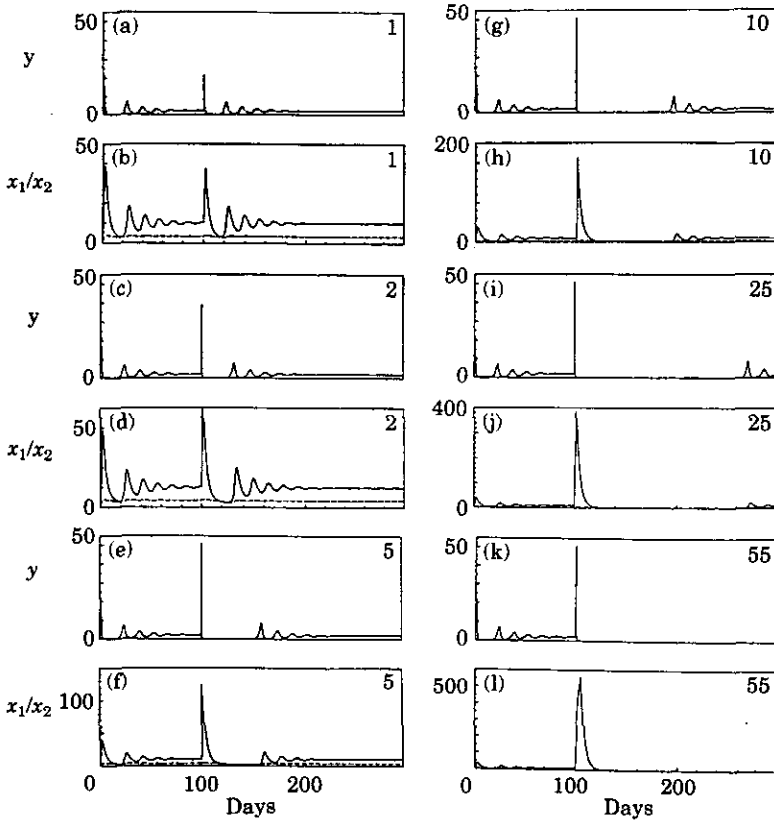 50 (a) 1
y
0
50 (b) 1
x1/x2
0
50 (c) 2
y
0
50 (d) 2
x1/x2
0
50 (e) 5
y
0
(f) 5
x1/x2 100
0
0 100 200
Days
50 (g) 10
0
200 (h) 10
0
50 (i) 25
0
400 (j) 25
0
50 (k) 55
0
500 (l) 55
0
0 100 200
Days